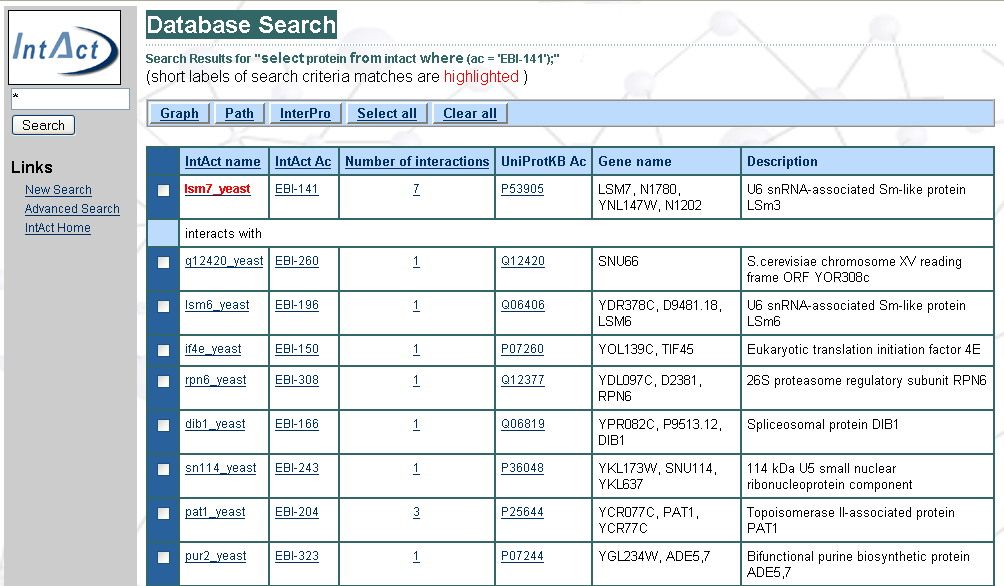 IntAct
*
Search
Links
New Search
Advanced Search
IntAct Home
Database Search
Search Results for "select protein from intact where (ac = 'EBI-141');"
(short labels of search criteria matches are highlighted )
Graph Path InterPro Select all Clear all
IntAct name IntAct Ac Number of interactions UniProtKB Ac Gene name Description
lsm7_yeast EBI-141 7 P53905 LSM7, N1780, U6 snRNA-associated Sm-like protein
YNL147W, N1202 LSm3
interacts with
q12420_yeast EBI-260 1 Q12420 SNU66 S.cerevisiae chromosome XV reading
frame ORF YOR308c
lsm6_yeast EBI-196 1 Q06406 YDR378C, D9481.18, U6 snRNA-associated Sm-like protein
LSM6 LSm6
if4e_yeast EBI-150 1 P07260 YOL139C, TIF45 Eukaryotic translation initiation factor 4E
rpn6_yeast EBI-308 1 Q12377 YDL097C, D2381, 26S proteasome regulatory subunit RPN6
RPN6
dib1_yeast EBI-166 1 Q06819 YPR082C, P9513.12, Spliceosomal protein DIB1
DIB1
sn114_yeast EBI-243 1 P36048 YKL173W, SNU114, 114 kDa U5 small nuclear
YKL637 ribonucleoprotein component
pat1_yeast EBI-204 3 P25644 YCR077C, PAT1, Topoisomerase II-associated protein
YCR77C PAT1
pur2_yeast EBI-323 1 P07244 YGL234W, ADE5,7 Bifunctional purine biosynthetic protein
ADE5,7